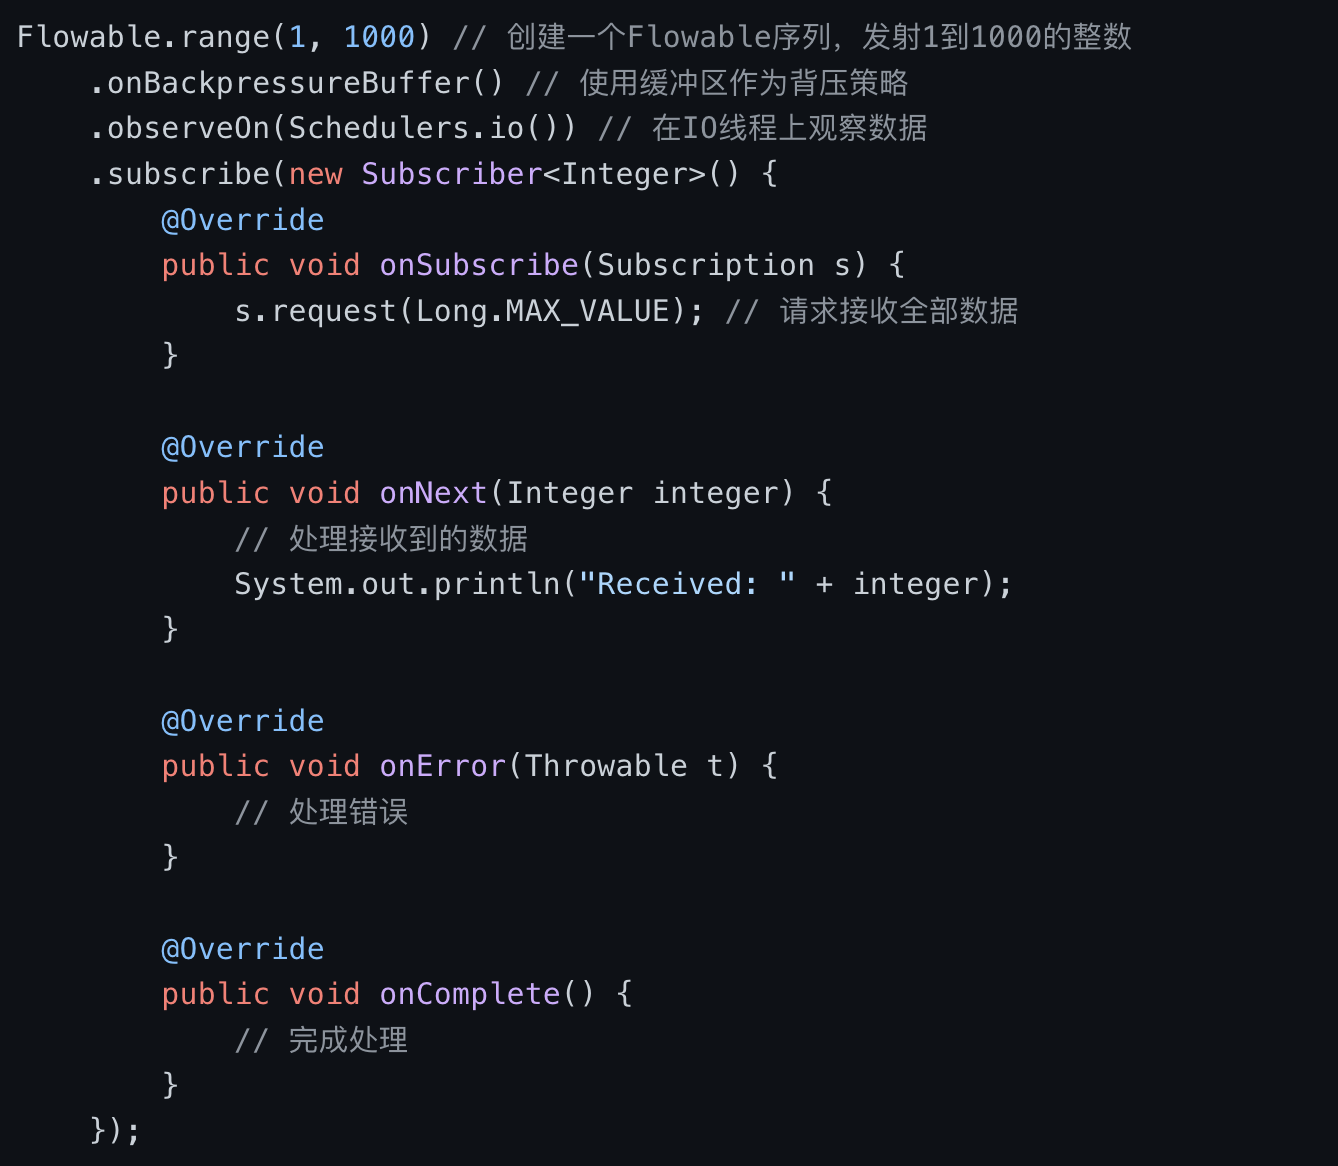 Flowable.range(1, 1000) // 创建一个Flowable序列，发射1到1000的整数
    .onBackpressureBuffer() // 使用缓冲区作为背压策略
    .observeOn(Schedulers.io()) // 在IO线程上观察数据
    .subscribe(new Subscriber<Integer>() {
        @Override
        public void onSubscribe(Subscription s) {
            s.request(Long.MAX_VALUE); // 请求接收全部数据
        }

        @Override
        public void onNext(Integer integer) {
            // 处理接收到的数据
            System.out.println("Received: " + integer);
        }

        @Override
        public void onError(Throwable t) {
            // 处理错误
        }

        @Override
        public void onComplete() {
            // 完成处理
        }
    });